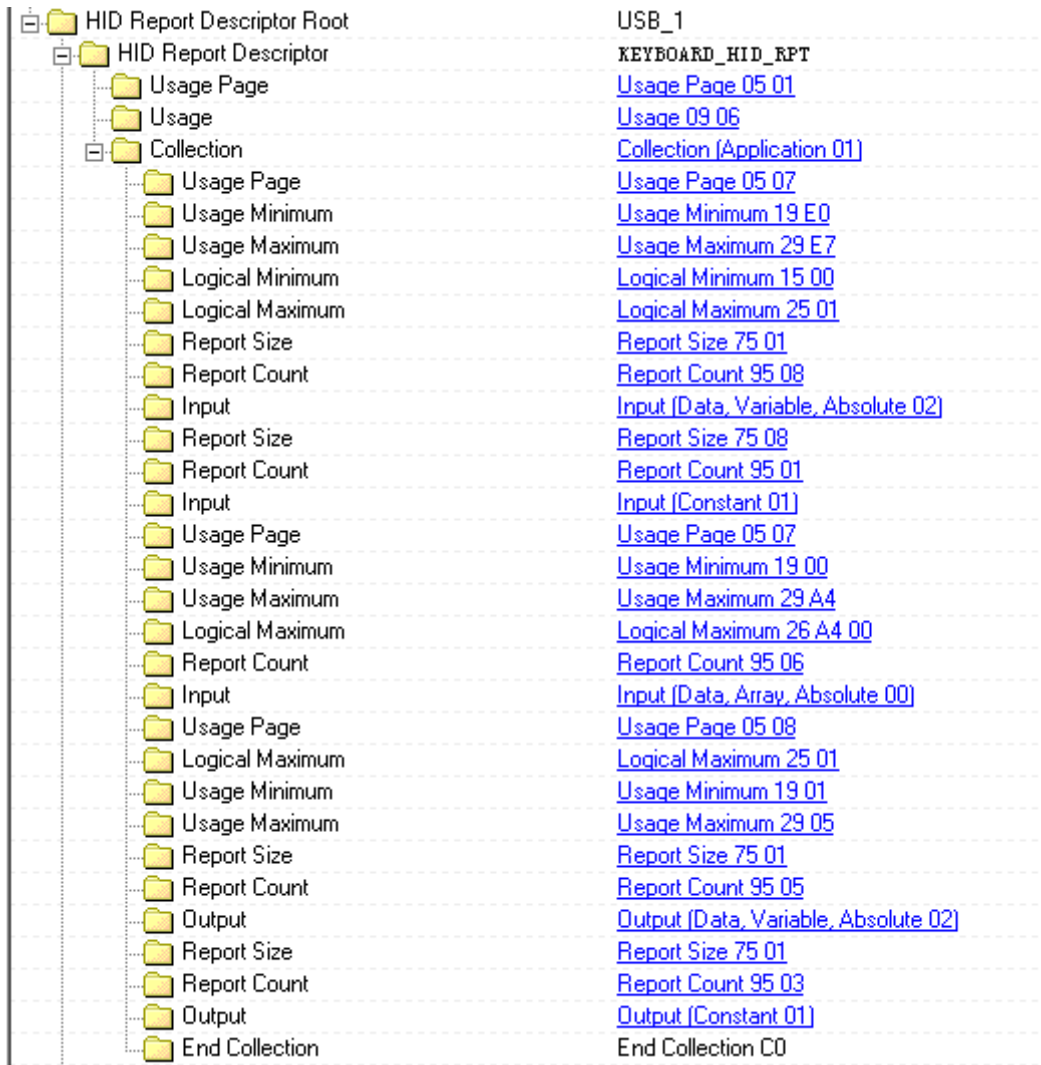 HID Report Descriptor Root USB_1
HID Report Descriptor KEYBOARD_HID_RPT
Usage Page Usage Page 05 01
Usage Usage 09 06
Collection Collection (Application 01)
Usage Page Usage Page 05 07
Usage Minimum Usage Minimum 19 E0
Usage Maximum Usage Maximum 29 E7
Logical Minimum Logical Minimum 15 00
Logical Maximum Logical Maximum 25 01
Report Size Report Size 75 01
Report Count Report Count 95 08
Input Input (Data, Variable, Absolute 02)
Report Size Report Size 75 08
Report Count Report Count 95 01
Input Input (Constant 01)
Usage Page Usage Page 05 07
Usage Minimum Usage Minimum 19 00
Usage Maximum Usage Maximum 29 A4
Logical Maximum Logical Maximum 26 A4 00
Report Count Report Count 95 06
Input Input (Data, Array, Absolute 00)
Usage Page Usage Page 05 08
Logical Maximum Logical Maximum 25 01
Usage Minimum Usage Minimum 19 01
Usage Maximum Usage Maximum 29 05
Report Size Report Size 75 01
Report Count Report Count 95 05
Output Output (Data, Variable, Absolute 02)
Report Size Report Size 75 01
Report Count Report Count 95 03
Output Output (Constant 01)
End Collection End Collection C0